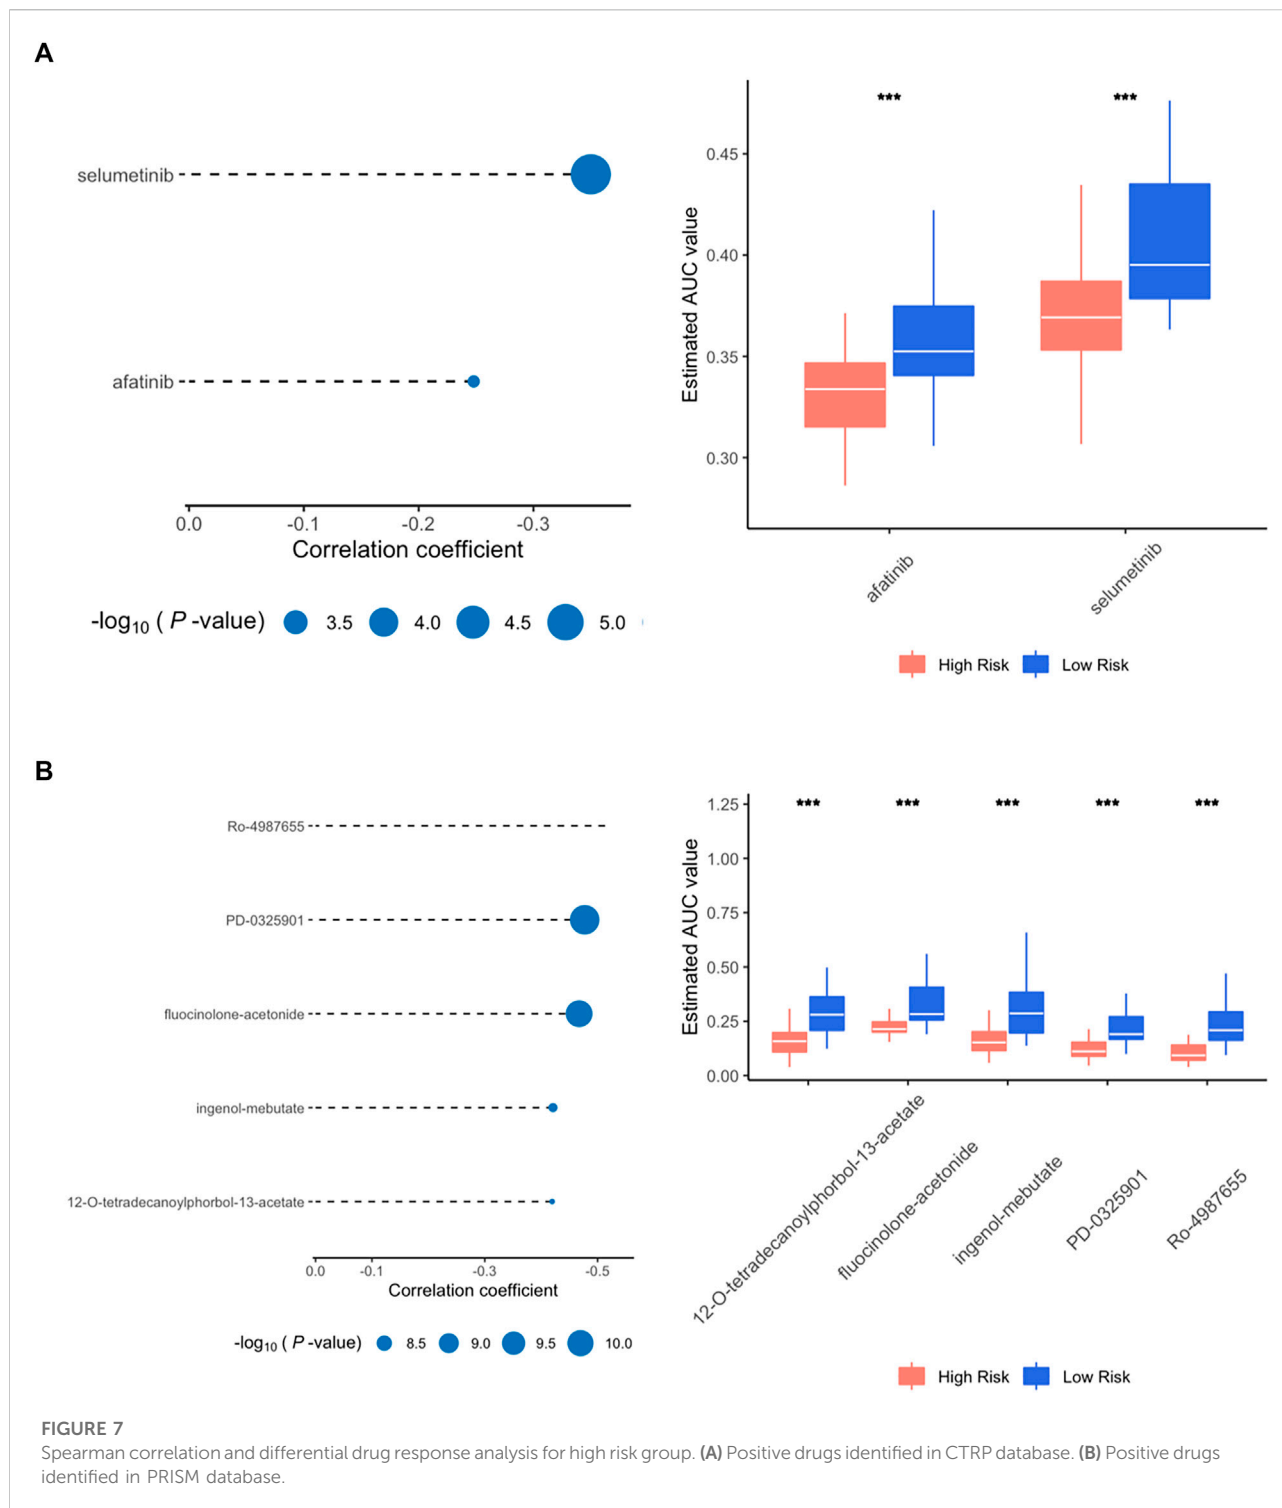 A
selumetinib
afatinib
0.0 -0.1 -0.2 -0.3
Correlation coefficient
-log10 ( P -value) 3.5 4.0 4.5 5.0
***
***
Estimated AUC value
0.45
0.40
0.35
0.30
afatinib
selumetinib
High Risk Low Risk
B
Ro-4987655
PD-0325901
fluocinolone-acetonide
ingenol-mebutate
12-O-tetradecanoylphorbol-13-acetate
0.0 -0.1 -0.3 -0.5
Correlation coefficient
-log10 ( P -value) 8.5 9.0 9.5 10.0
*** *** *** *** ***
Estimated AUC value
1.25
1.00
0.75
0.50
0.25
0.00
12-O-tetradecanoylphorbol-13-acetate
fluocinolone-acetonide
ingenol-mebutate
PD-0325901
Ro-4987655
High Risk Low Risk
FIGURE 7
Spearman correlation and differential drug response analysis for high risk group. (A) Positive drugs identified in CTRP database. (B) Positive drugs
identified in PRISM database.